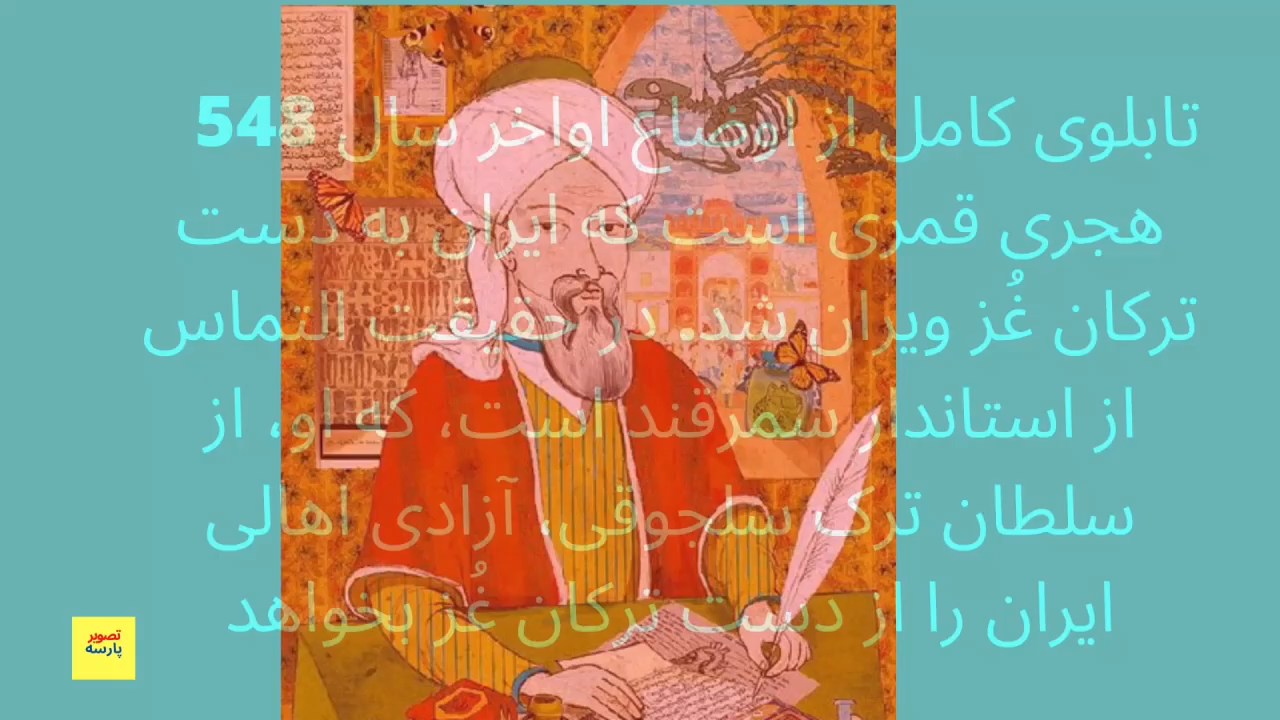 تابلوی کامل از اوضاع اواخر سال 548
هجری قمری است که ایران به دست
ترکان غُز ویران شد. در حقیقت التماس
از استاندار سمرقند است، که او، از
سلطان ترک سلجوقی، آزادی اهالی
ایران را از دست ترکان غُز بخواهد
تصویر
پارسه